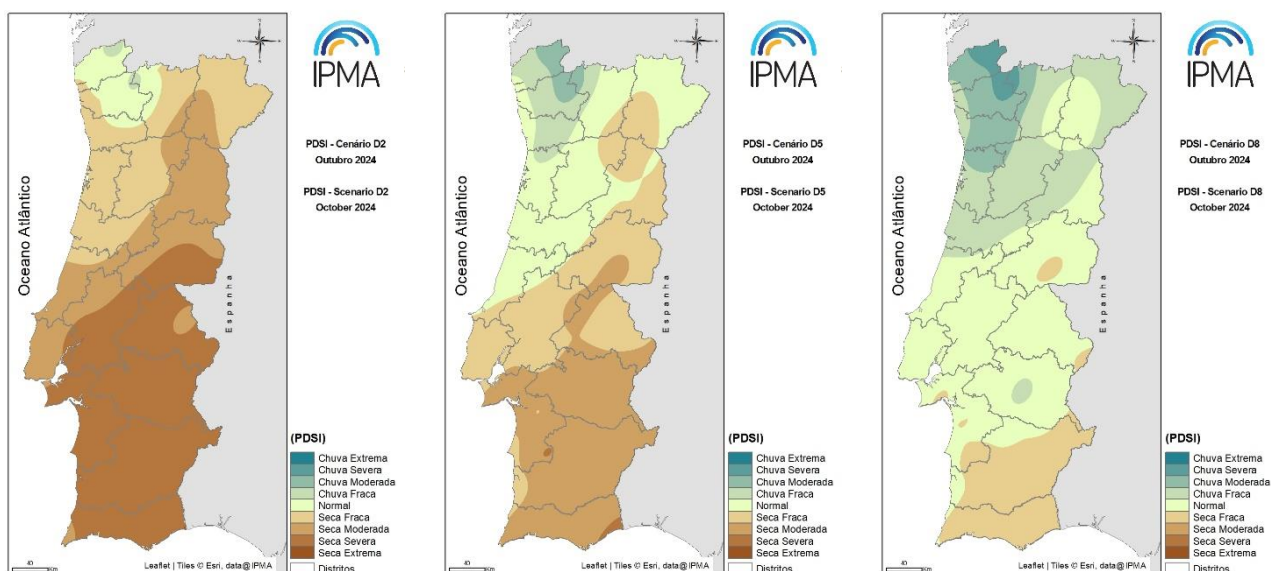 IPMA
PDSI - Cenário D2
Outubro 2024
PDSI - Scenario D2
October 2024
Oceano Atlântico
Espanha
(PDSI)
Chuva Extrema
Chuva Severa
Chuva Moderada
Chuva Fraca
Normal
Seca Fraca
Seca Moderada
Seca Severa
Seca Extrema
Distritos
40
Leaflet | Tiles © Esri, data@IPMA
IPMA
PDSI - Cenário D5
Outubro 2024
PDSI - Scenario D5
October 2024
Oceano Atlântico
Espanha
(PDSI)
Chuva Extrema
Chuva Severa
Chuva Moderada
Chuva Fraca
Normal
Seca Fraca
Seca Moderada
Seca Severa
Seca Extrema
Distritos
40
Leaflet | Tiles © Esri, data@IPMA
IPMA
PDSI - Cenário D8
Outubro 2024
PDSI - Scenario D8
October 2024
Oceano Atlântico
Espanha
(PDSI)
Chuva Extrema
Chuva Severa
Chuva Moderada
Chuva Fraca
Normal
Seca Fraca
Seca Moderada
Seca Severa
Seca Extrema
Distritos
40
Leaflet | Tiles © Esri, data@IPMA